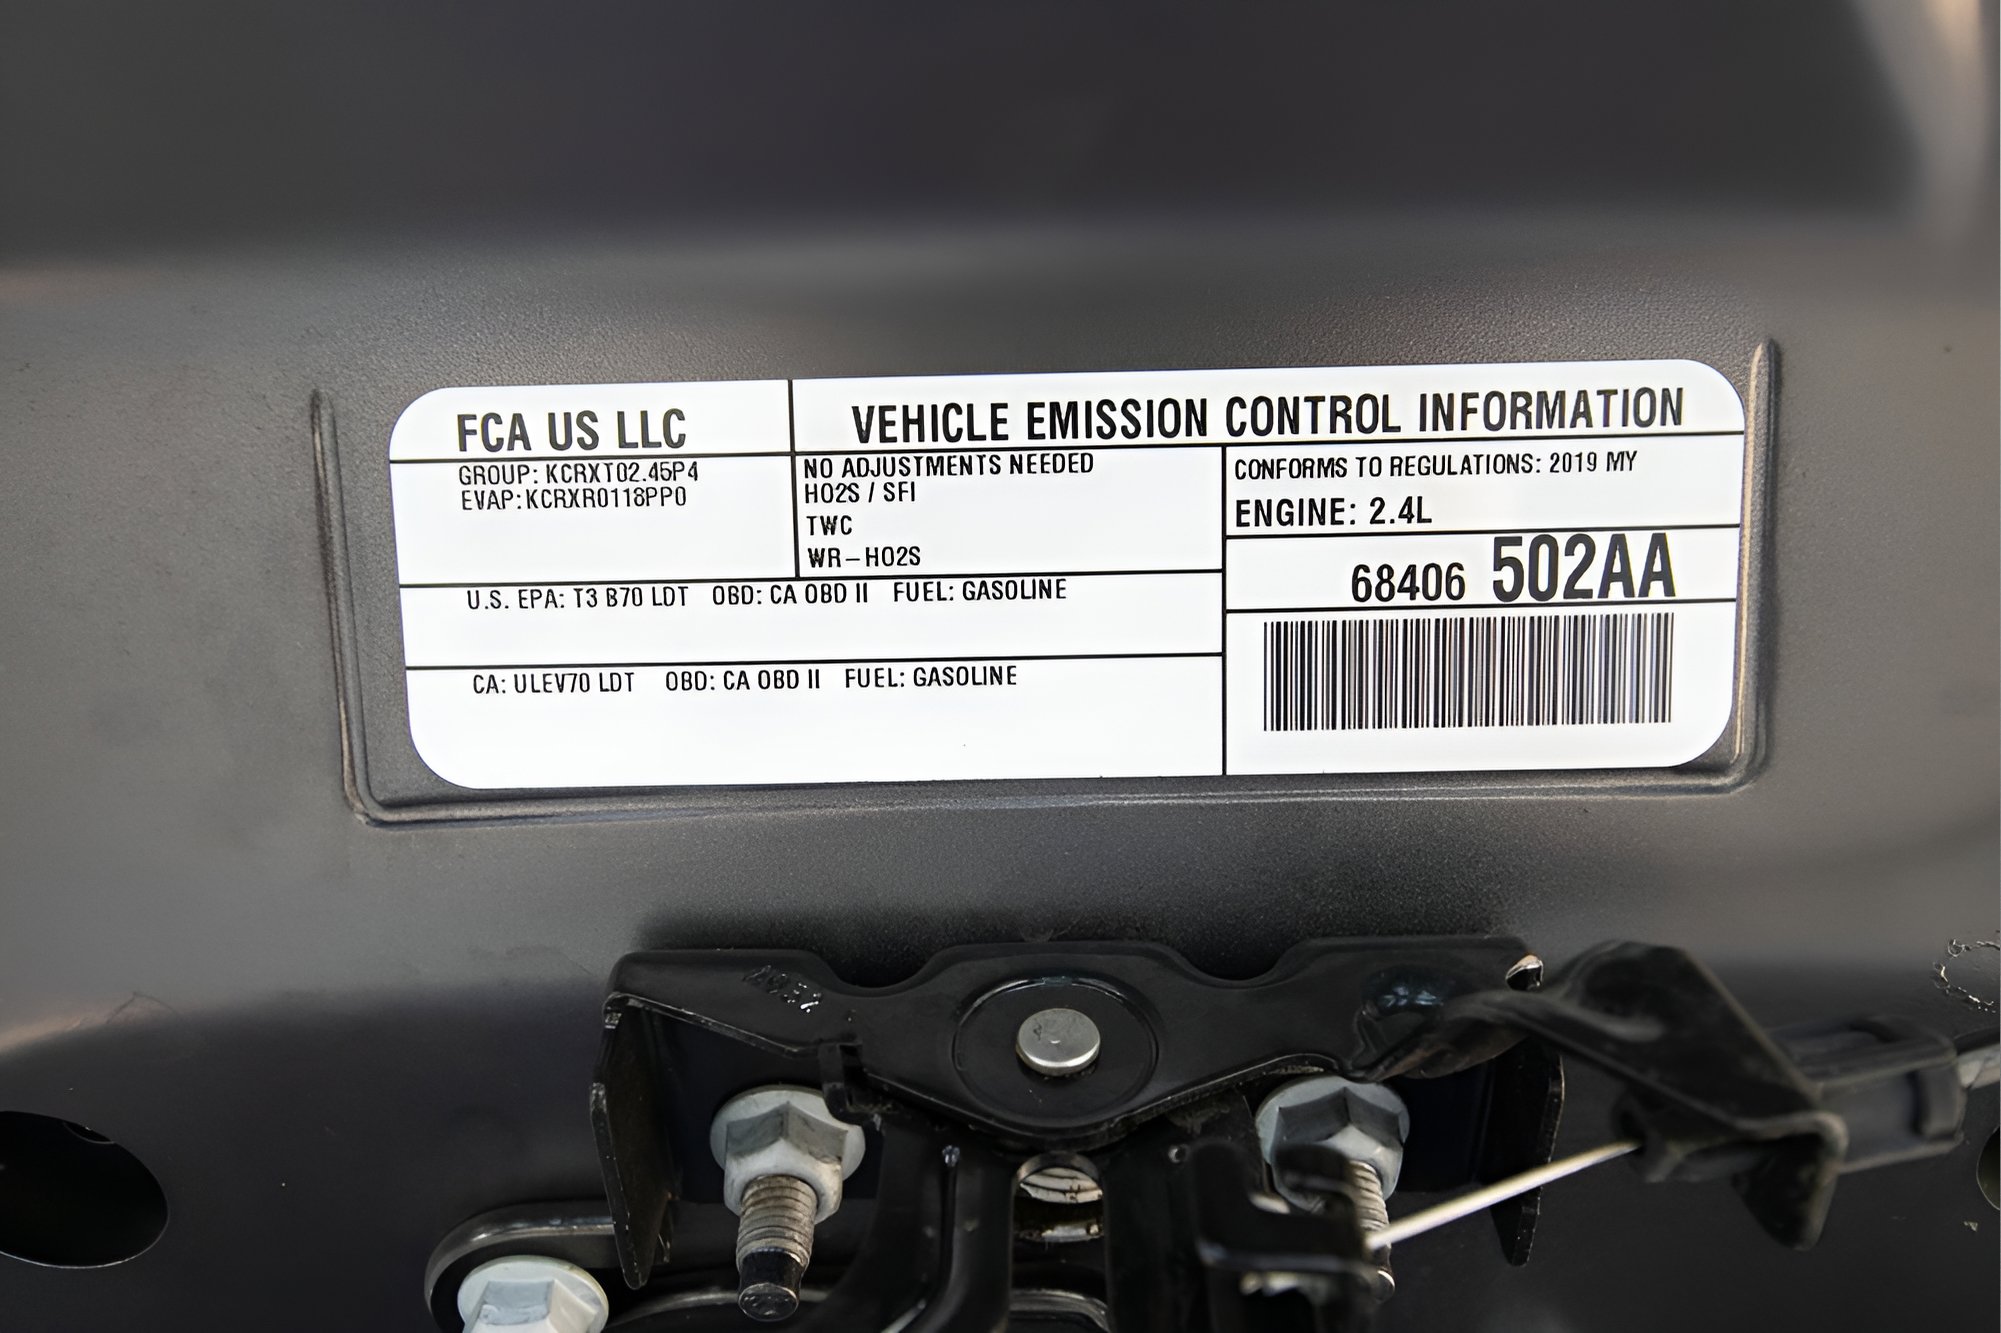 FCA US LLC
VEHICLE EMISSION CONTROL INFORMATION
GROUP: KCRXT02.45P4
EVAP: KCRXR0118PP0
NO ADJUSTMENTS NEEDED
HO2S / SFI
TWC
WR-HO2S
CONFORMS TO REGULATIONS: 2019 MY
ENGINE: 2.4L
68406 502AA
U.S. EPA: T3 B70 LDT OBD: CA OBD II FUEL: GASOLINE
CA: ULEV70 LDT OBD: CA OBD II FUEL: GASOLINE